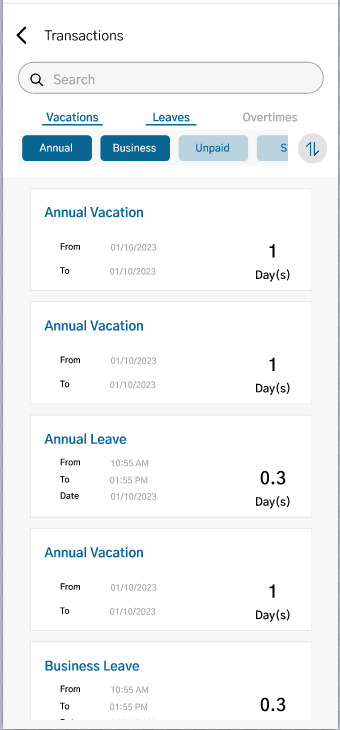 Transactions
Search
Vacations Leaves Overtimes
Annual Business Unpaid S
Annual Vacation
From 01/10/2023
1
To 01/10/2023
Day(s)
Annual Vacation
From 01/10/2023
1
To 01/10/2023
Day(s)
Annual Leave
From 10:55 AM
To 01:55 PM
0.3
Date 01/10/2023
Day(s)
Annual Vacation
From 01/10/2023
1
To 01/10/2023
Day(s)
Business Leave
From 10:55 AM
To 01:55 PM
0.3